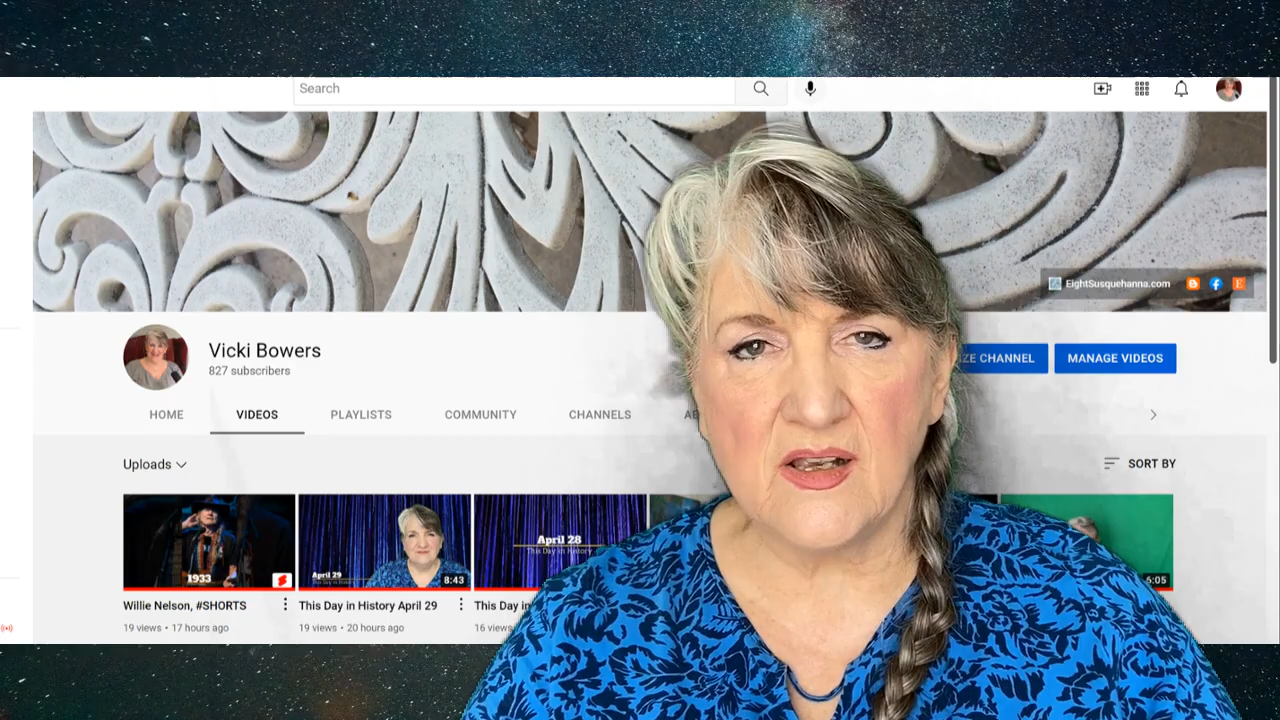 Search
EightSusquehanna.com
Vicki Bowers
827 subscribers
ZE CHANNEL
MANAGE VIDEOS
HOME
VIDEOS
PLAYLISTS
COMMUNITY
CHANNELS
AB
Uploads
SORT BY
1933
April 29
This Day in History
8:43
April 28
This Day in History
6:05
Willie Nelson, #SHORTS
This Day in History April 29
This Day in
19 views • 17 hours ago
19 views • 20 hours ago
16 views